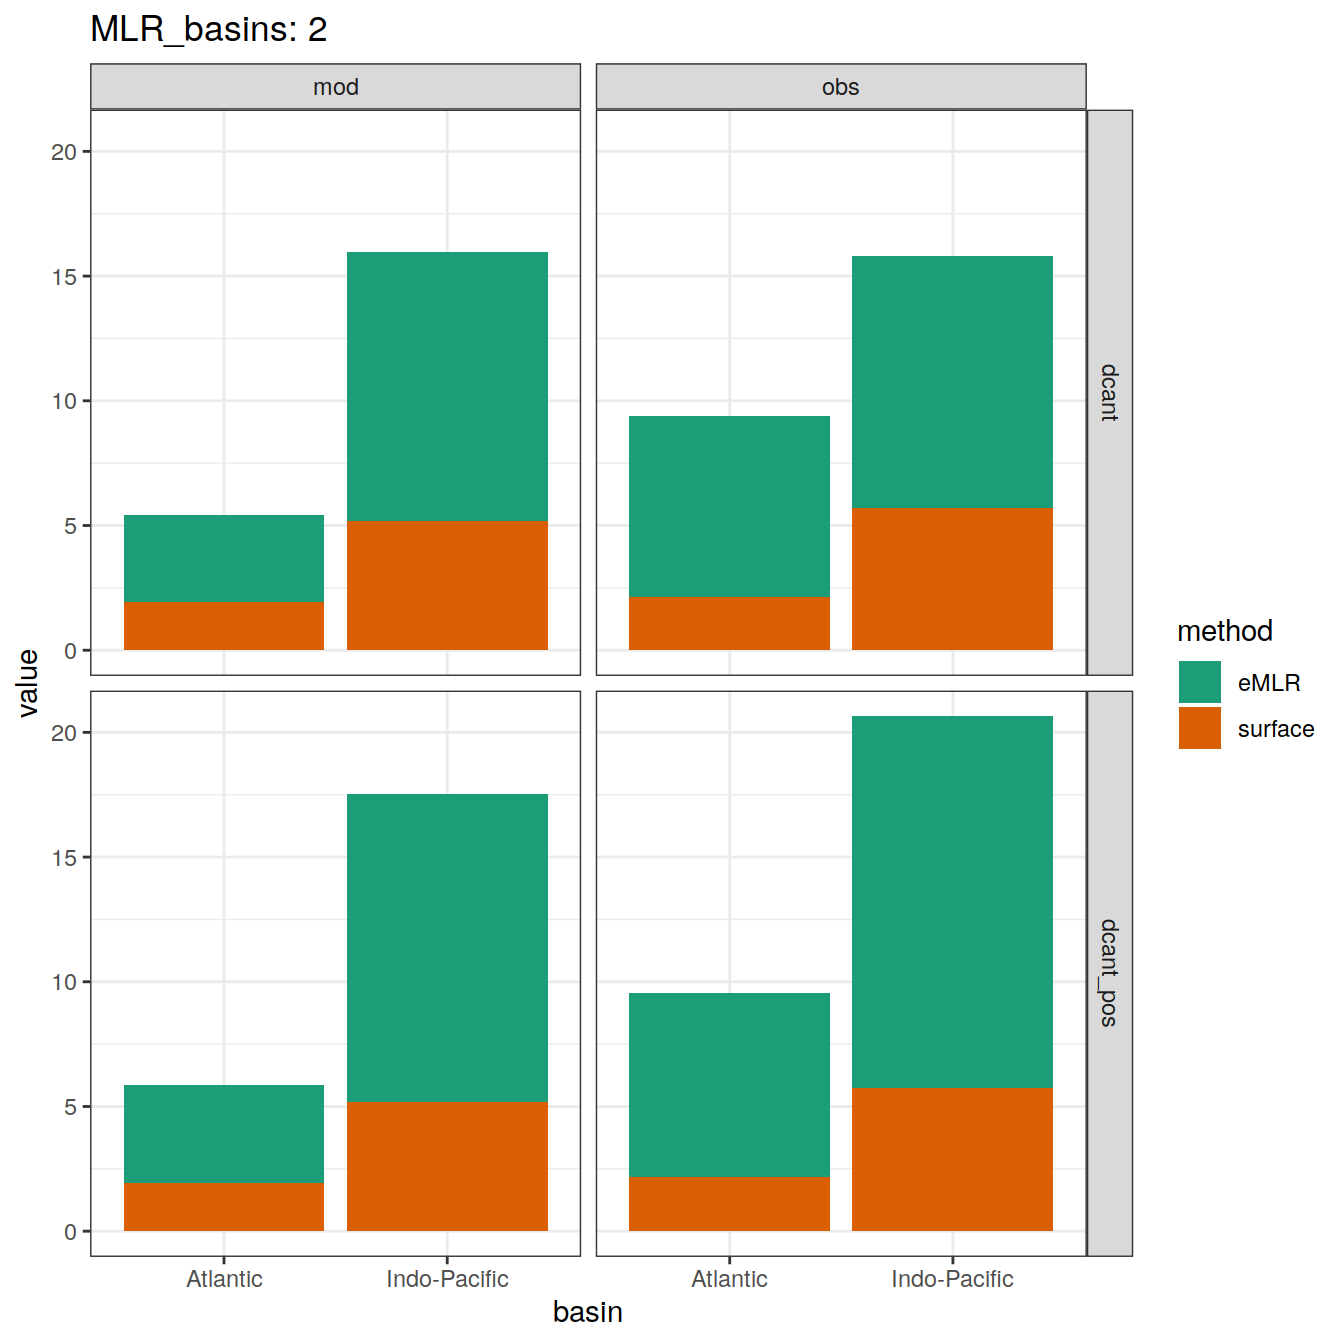 MLR_basins: 2
mod
obs
20
15
10
5
0
dcant
20
15
10
5
0
dcant_pos
value
Atlantic
Indo-Pacific
Atlantic
Indo-Pacific
basin
method
eMLR
surface